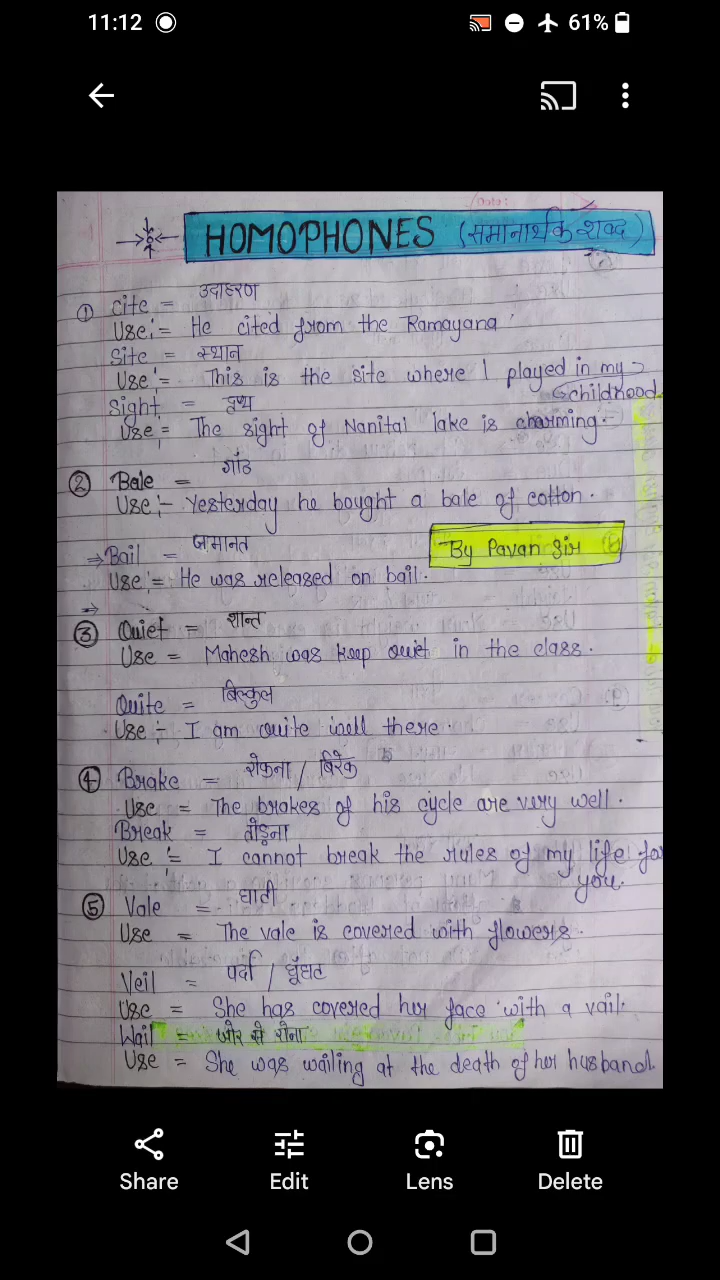 11:12 61%
HOMOPHONES (समानार्थक शब्द)
① Cite = उदाहरण
Use:= He cited from the Ramayana
Site = स्थान
Use:= This is the site where I played in my
childhood.
Sight = दृष्य
Use:= The sight of Nanital lake is charming.
② Bale = गाँठ
Use:- Yesterday he bought a bale of cotton.
By Pavan Sir
⇒ Bail = जमानत
Use:= He was released on bail.
③ Quiet = शान्त
Use = Mahesh was keep quiet in the class.
Quite = बिल्कुल
Use:- I am quite well there.
④ Brake = रोकना / बिरेक
Use = The brakes of his cycle are very well.
Break = तोड़ना
Use:= I cannot break the rules of my life for
you.
⑤ Vale = घाटी
Use = The vale is covered with flowers.
Veil = पर्दा / घूँघट
Use = She has covered her face with a vail.
Wail = जोर से रोना
Use = She was wailing at the death of her husband.
Share Edit Lens Delete